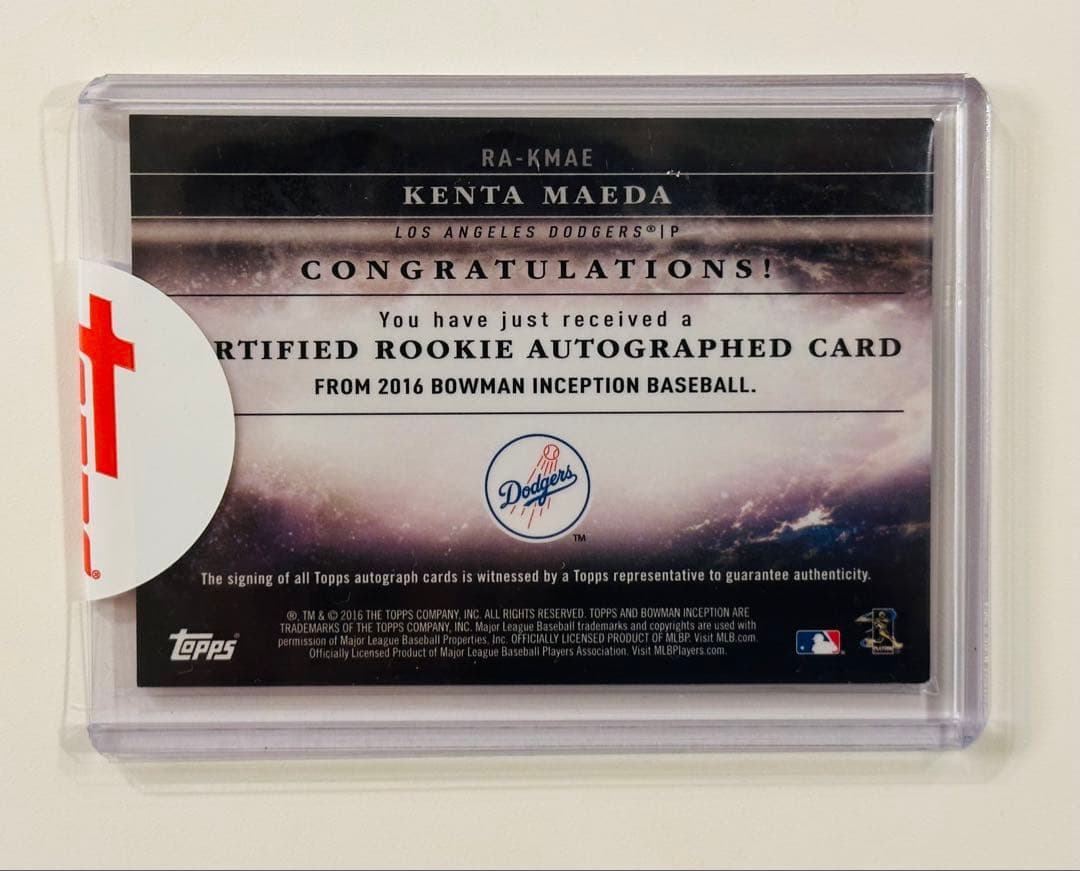 RA-KMAE
KENTA MAEDA
LOS ANGELES DODGERS®|P
CONGRATULATIONS!
You have just received a
RTIFIED ROOKIE AUTOGRAPHED CARD
FROM 2016 BOWMAN INCEPTION BASEBALL.
Dodgers
TM
The signing of all Topps autograph cards is witnessed by a Topps representative to guarantee authenticity.
®, TM & © 2016 THE TOPPS COMPANY, INC. ALL RIGHTS RESERVED. TOPPS AND BOWMAN INCEPTION ARE
TRADEMARKS OF THE TOPPS COMPANY, INC. Major League Baseball trademarks and copyrights are used with
permission of Major League Baseball Properties, Inc. OFFICIALLY LICENSED PRODUCT OF MLBP. Visit MLB.com.
Officially Licensed Product of Major League Baseball Players Association. Visit MLBPlayers.com.
TOPPS®